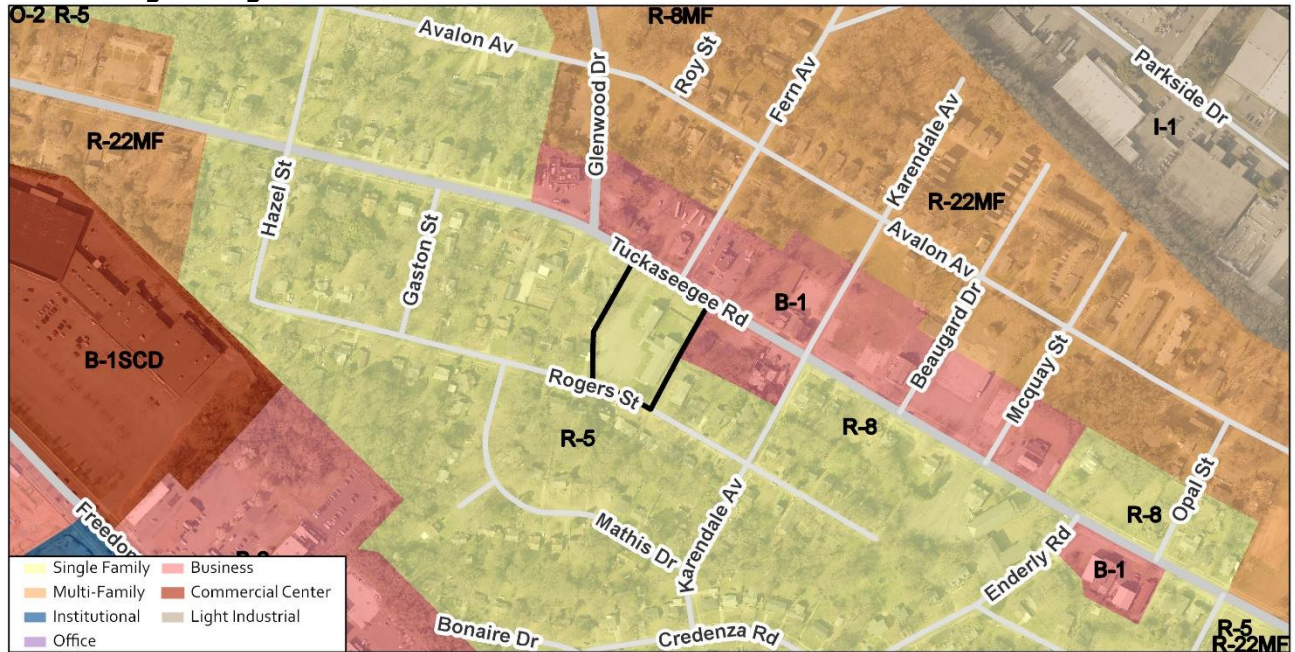 O-2 R-5
R-8MF
Avalon Av
Roy St
Glenwood Dr
Fern Av
Parkside Dr
I-1
R-22MF
Hazel St
Gaston St
Karendale Av
R-22MF
Avalon Av
Tuckaseegee Rd
B-1
Beaugard Dr
Mcquay St
B-1SCD
Rogers St
R-5
R-8
Opal St
R-8
Freedom
Mathis Dr
Karendale Av
Enderly Rd
B-1
Bonaire Dr
Credenza Rd
R-5
R-22MF
Single Family
Business
Multi-Family
Commercial Center
Institutional
Light Industrial
Office